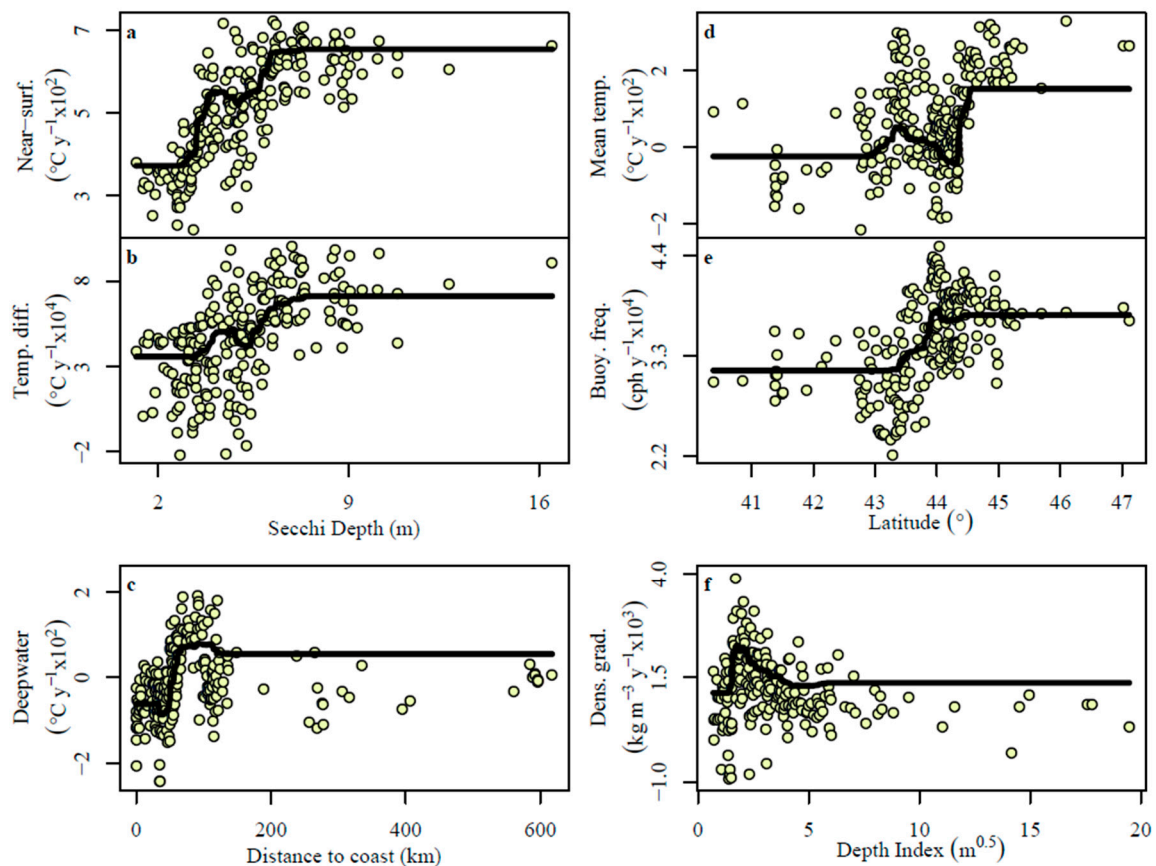 a
Near−surf.
(°C y⁻¹x10²)
3 5 7
b
Temp. diff.
(°C y⁻¹x10⁴)
−2 3 8
2 9 16
Secchi Depth (m)
c
Deepwater
(°C y⁻¹x10²)
−2 0 2
0 200 400 600
Distance to coast (km)
d
Mean temp.
(°C y⁻¹x10²)
−2 0 2
e
Buoy. freq.
(cph y⁻¹x10⁴)
2.2 3.3 4.4
41 42 43 44 45 46 47
Latitude (°)
f
Dens. grad.
(kg m⁻³ y⁻¹x10³)
−1.0 1.5 4.0
0 5 10 15 20
Depth Index (m⁰·⁵)